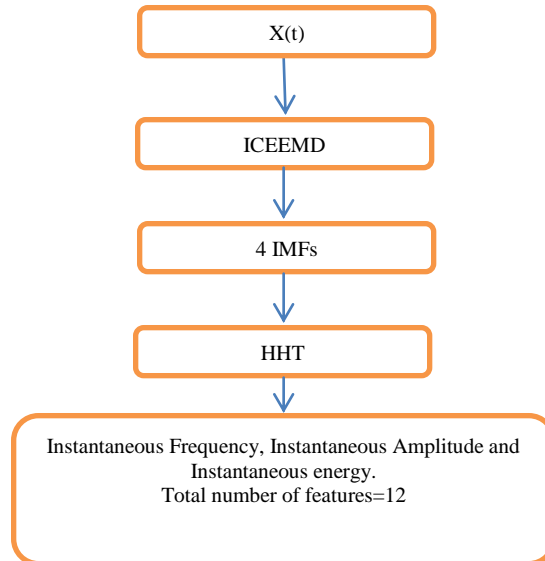 X(t)
ICEEMD
4 IMFs
HHT
Instantaneous Frequency, Instantaneous Amplitude and
Instantaneous energy.
Total number of features=12